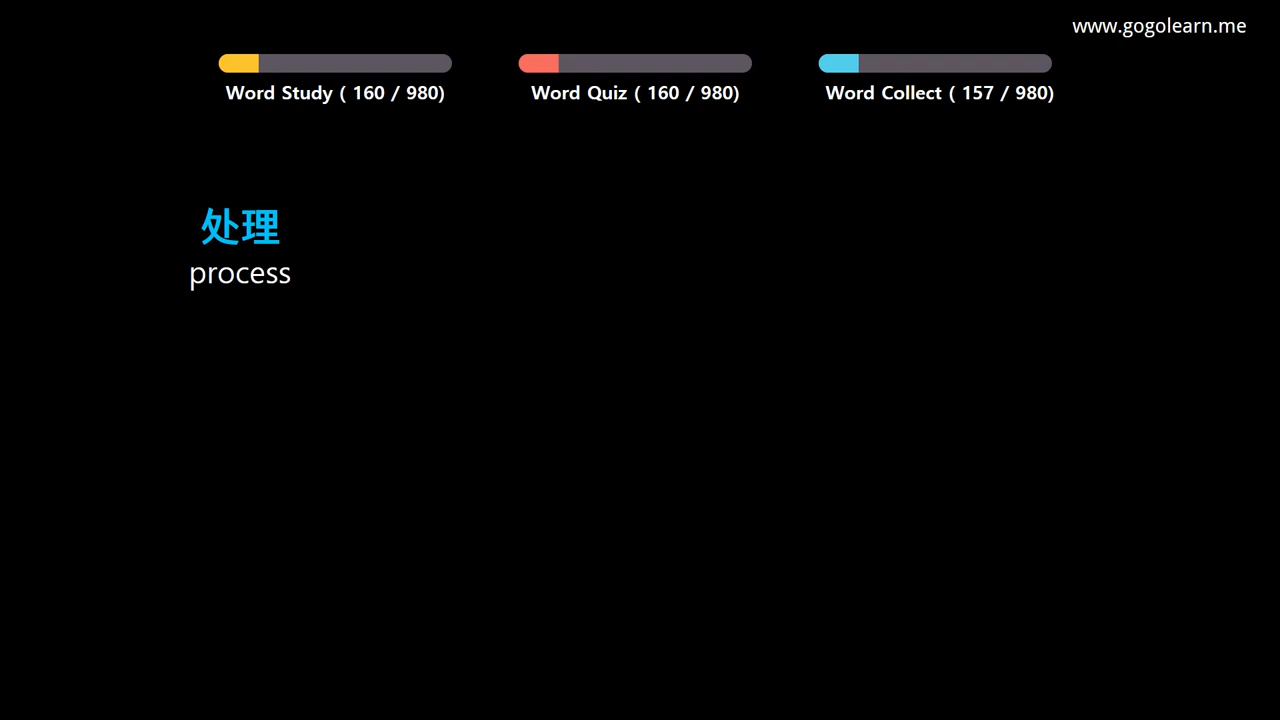 www.gogolearn.me
Word Study ( 160 / 980)
Word Quiz ( 160 / 980)
Word Collect ( 157 / 980)
处理
process